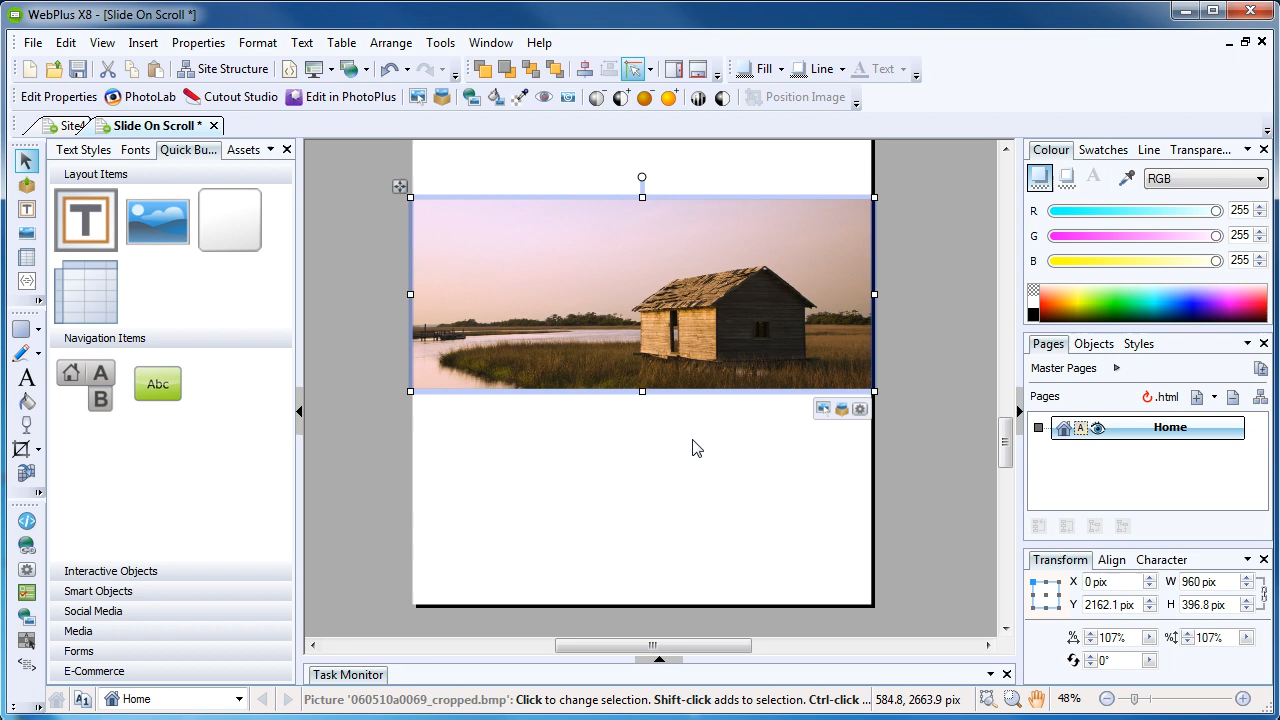 WebPlus X8 - [Slide On Scroll *]
File Edit View Insert Properties Format Text Table Arrange Tools Window Help
Site Structure Fill Line Text
Edit Properties PhotoLab Cutout Studio Edit in PhotoPlus Position Image
Site Slide On Scroll *
Text Styles Fonts Quick Bu... Assets
Layout Items
T
Navigation Items
A
B
Abc
Interactive Objects
Smart Objects
Social Media
Media
Forms
E-Commerce
Colour Swatches Line Transpare...
A RGB
R 255
G 255
B 255
Pages Objects Styles
Master Pages
Pages .html
A Home
Transform Align Character
X 0 pix W 960 pix
Y 2162.1 pix H 396.8 pix
107% 107%
0°
Task Monitor
Home Picture '060510a0069_cropped.bmp': Click to change selection. Shift-click adds to selection. Ctrl-click ... 584.8, 2663.9 pix 48%